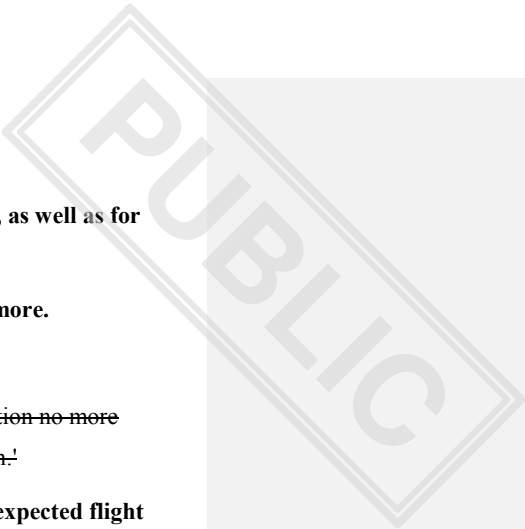 , as well as for
more.
tion no more
n.'
expected flight
PUBLIC